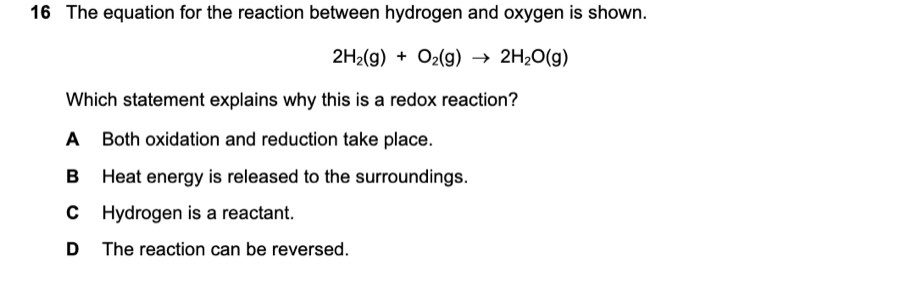 16 The equation for the reaction between hydrogen and oxygen is shown.
2H₂(g) + O₂(g) → 2H₂O(g)
Which statement explains why this is a redox reaction?
A Both oxidation and reduction take place.
B Heat energy is released to the surroundings.
C Hydrogen is a reactant.
D The reaction can be reversed.